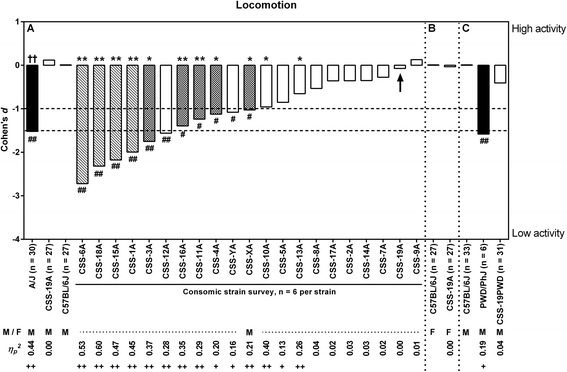 Locomotion
A
B
C
High activity
Low activity
Cohen's d
1
0
-1
-2
-3
-4
†† ** ** ** ** * ** ** * * *
## ## ## ## ## ## ## # # # # # ##
A/J (n = 30)
CSS-19A (n = 27)
C57BL/6J (n = 27)
CSS-6A
CSS-18A
CSS-15A
CSS-1A
CSS-3A
CSS-12A
CSS-16A
CSS-11A
CSS-4A
CSS-YA
CSS-XA
CSS-10A
CSS-5A
CSS-13A
CSS-8A
CSS-17A
CSS-2A
CSS-14A
CSS-7A
CSS-19A
CSS-9A
C57BL/6J (n = 27)
CSS-19A (n = 27)
C57BL/6J (n = 33)
PWD/PhJ (n = 6)
CSS-19PWD (n = 31)
Consomic strain survey, n = 6 per strain
M / F M M M M F F M M M
ηp2 0.44 0.00 0.53 0.60 0.47 0.45 0.37 0.28 0.35 0.29 0.20 0.16 0.21 0.40 0.13 0.26 0.04 0.02 0.03 0.03 0.02 0.00 0.01 0.00 0.19 0.04
++ ++ ++ ++ ++ ++ ++ ++ ++ + + + ++ + ++ +